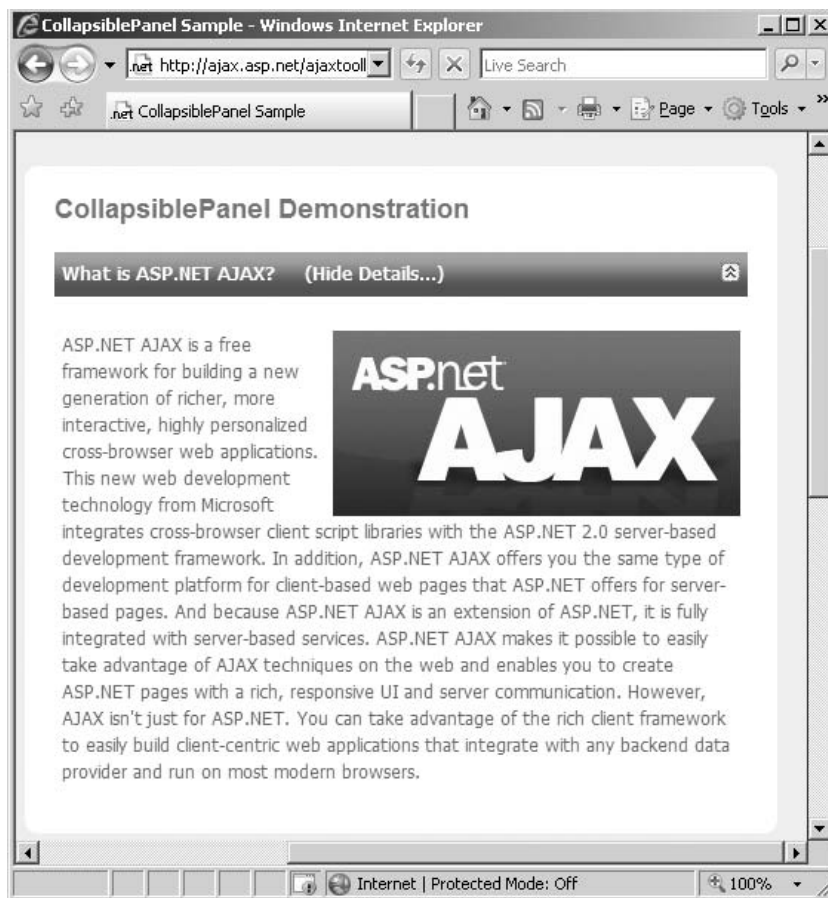 CollapsiblePanel Sample - Windows Internet Explorer
.net http://ajax.asp.net/ajaxtooll
Live Search
.net CollapsiblePanel Sample
Page
Tools
»
CollapsiblePanel Demonstration
What is ASP.NET AJAX? (Hide Details...)
ASP.net
AJAX
ASP.NET AJAX is a free
framework for building a new
generation of richer, more
interactive, highly personalized
cross-browser web applications.
This new web development
technology from Microsoft
integrates cross-browser client script libraries with the ASP.NET 2.0 server-based
development framework. In addition, ASP.NET AJAX offers you the same type of
development platform for client-based web pages that ASP.NET offers for server-
based pages. And because ASP.NET AJAX is an extension of ASP.NET, it is fully
integrated with server-based services. ASP.NET AJAX makes it possible to easily
take advantage of AJAX techniques on the web and enables you to create
ASP.NET pages with a rich, responsive UI and server communication. However,
AJAX isn't just for ASP.NET. You can take advantage of the rich client framework
to easily build client-centric web applications that integrate with any backend data
provider and run on most modern browsers.
Internet | Protected Mode: Off
100%